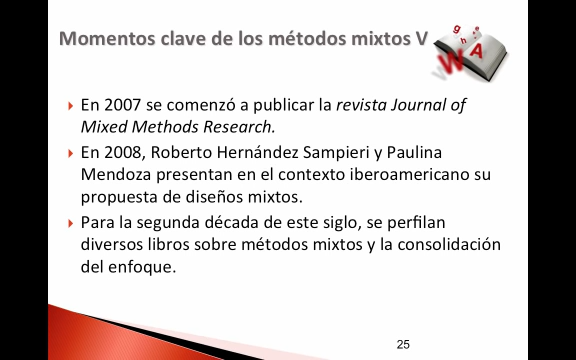 Momentos clave de los métodos mixtos V
En 2007 se comenzó a publicar la revista Journal of
Mixed Methods Research.
En 2008, Roberto Hernández Sampieri y Paulina
Mendoza presentan en el contexto iberoamericano su
propuesta de diseños mixtos.
Para la segunda década de este siglo, se perfilan
diversos libros sobre métodos mixtos y la consolidación
del enfoque.
25